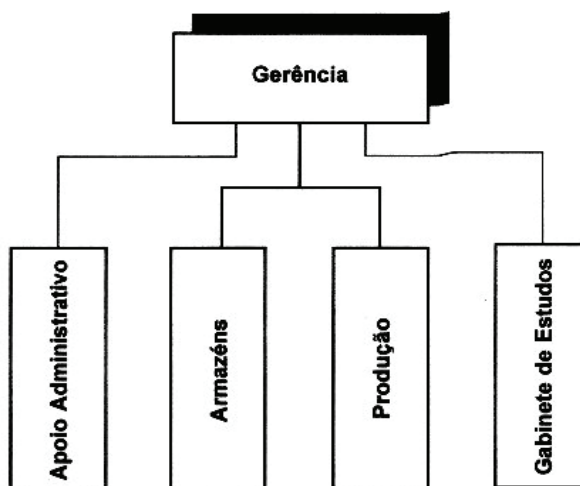 Gerência
Apoio Administrativo
Armazéns
Produção
Gabinete de Estudos